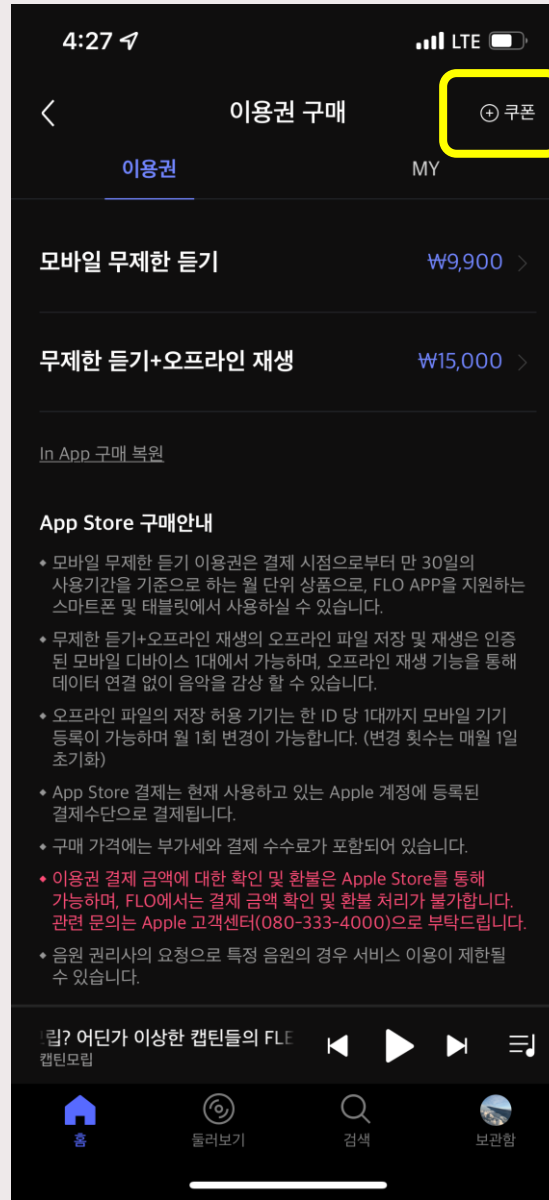 4:27
LTE
이용권 구매
쿠폰
이용권
MY
모바일 무제한 듣기
₩9,900
무제한 듣기+오프라인 재생
₩15,000
In App 구매 복원
App Store 구매안내
모바일 무제한 듣기 이용권은 결제 시점으로부터 만 30일의
사용기간을 기준으로 하는 월 단위 상품으로, FLO APP을 지원하는
스마트폰 및 태블릿에서 사용하실 수 있습니다.
무제한 듣기+오프라인 재생의 오프라인 파일 저장 및 재생은 인증
된 모바일 디바이스 1대에서 가능하며, 오프라인 재생 기능을 통해
데이터 연결 없이 음악을 감상 할 수 있습니다.
오프라인 파일의 저장 허용 기기는 한 ID 당 1대까지 모바일 기기
등록이 가능하며 월 1회 변경이 가능합니다. (변경 횟수는 매월 1일
초기화)
App Store 결제는 현재 사용하고 있는 Apple 계정에 등록된
결제수단으로 결제됩니다.
구매 가격에는 부가세와 결제 수수료가 포함되어 있습니다.
이용권 결제 금액에 대한 확인 및 환불은 Apple Store를 통해
가능하며, FLO에서는 결제 금액 확인 및 환불 처리가 불가합니다.
관련 문의는 Apple 고객센터(080-333-4000)으로 부탁드립니다.
음원 권리사의 요청으로 특정 음원의 경우 서비스 이용이 제한될
수 있습니다.
립? 어딘가 이상한 캡틴들의 FLE
캡틴모립
홈
둘러보기
검색
보관함